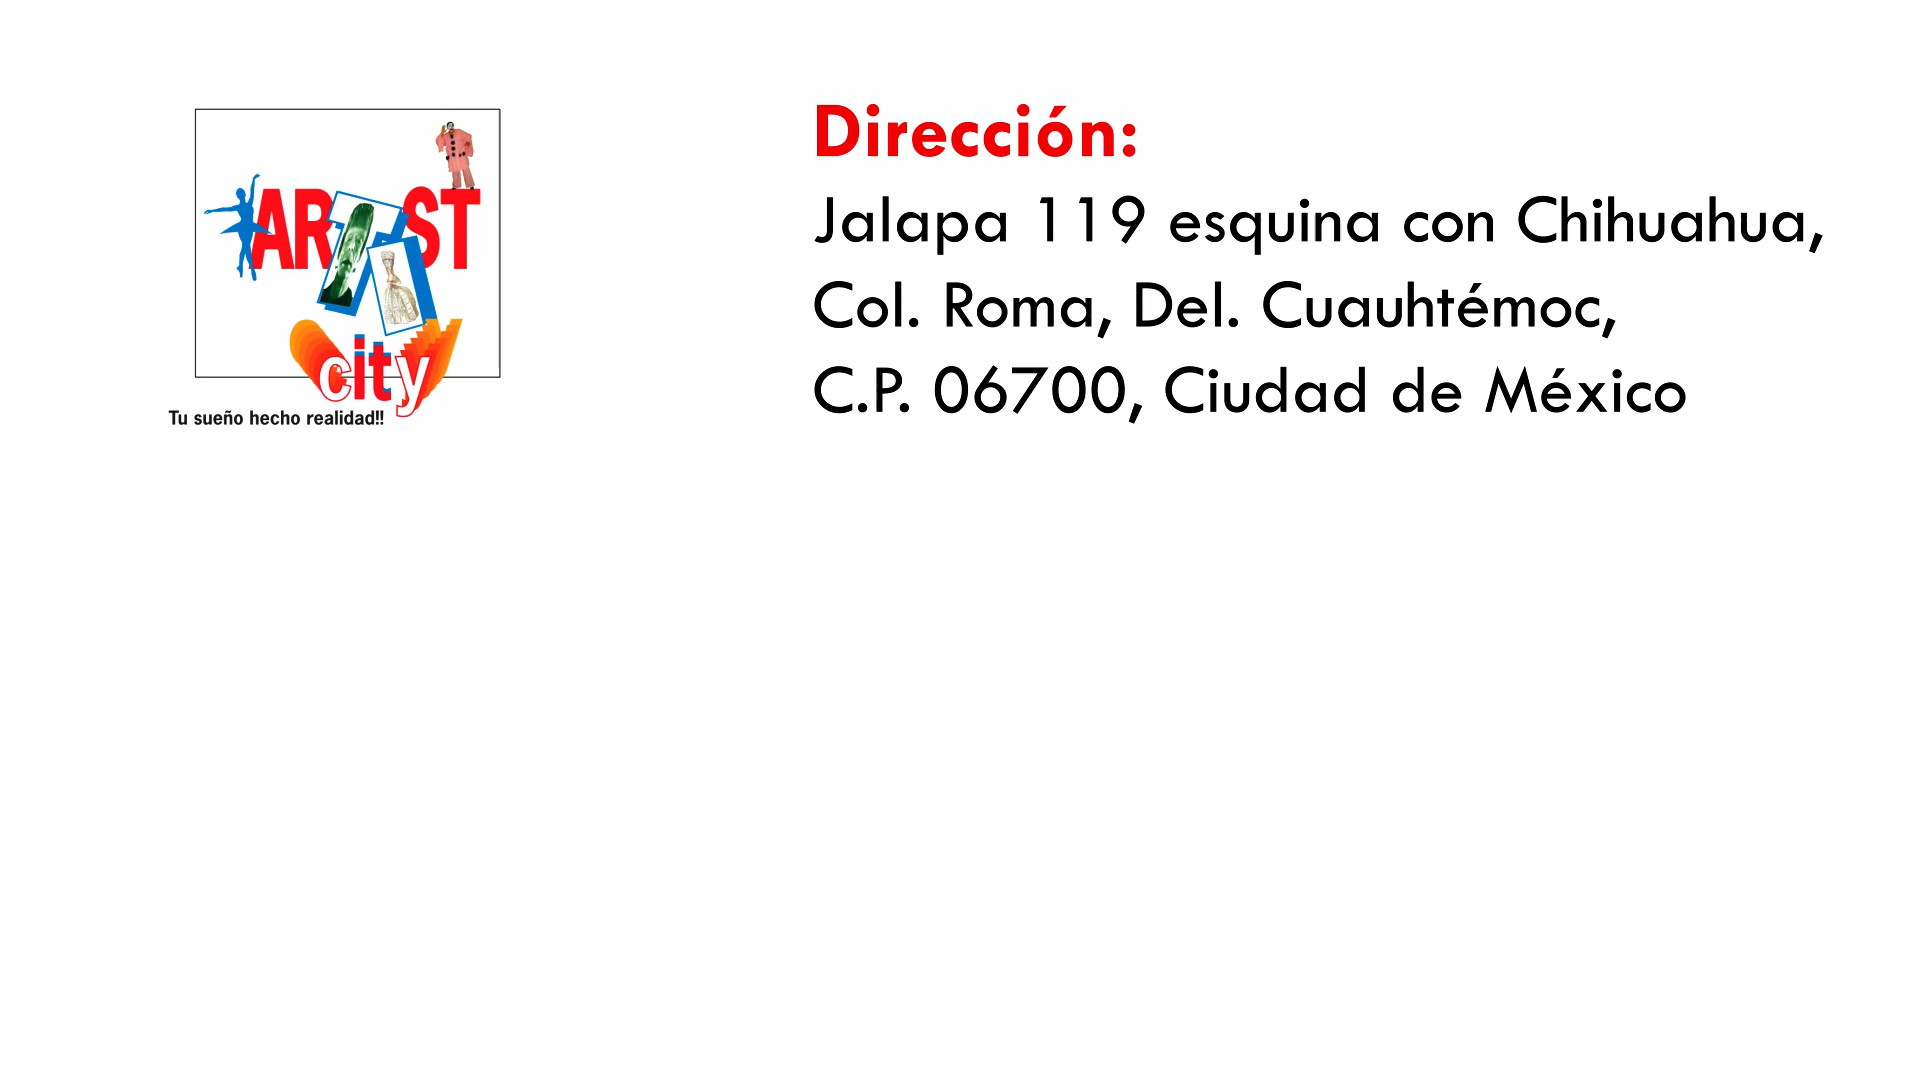 ARTIST
city
Tu sueño hecho realidad!!
Dirección:
Jalapa 119 esquina con Chihuahua,
Col. Roma, Del. Cuauhtémoc,
C.P. 06700, Ciudad de México